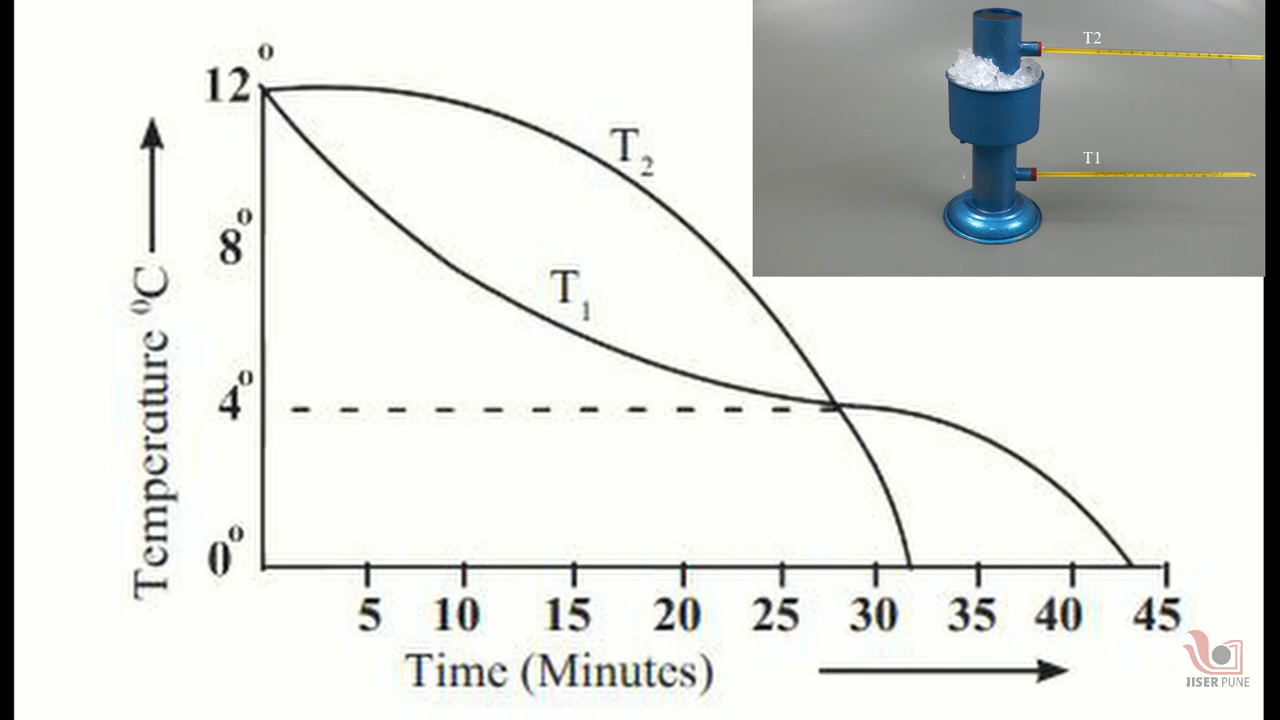 T2
T1
12°
8°
4°
0°
Temperature ⁰C
T₂
T₁
5 10 15 20 25 30 35 40 45
Time (Minutes)
IISER PUNE